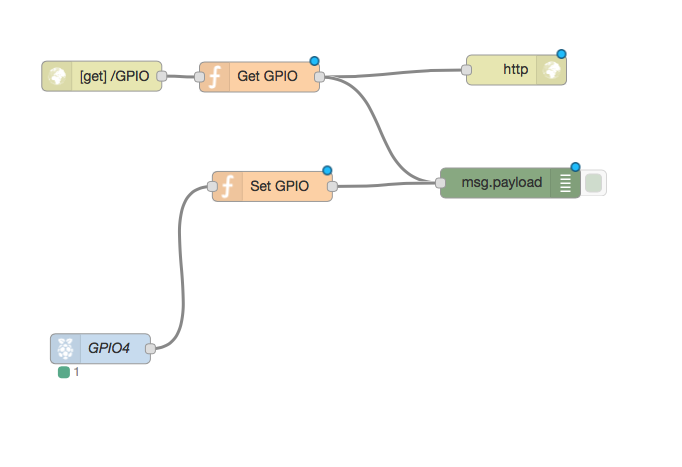 [get] /GPIO
Get GPIO
http
Set GPIO
msg.payload
GPIO4
1